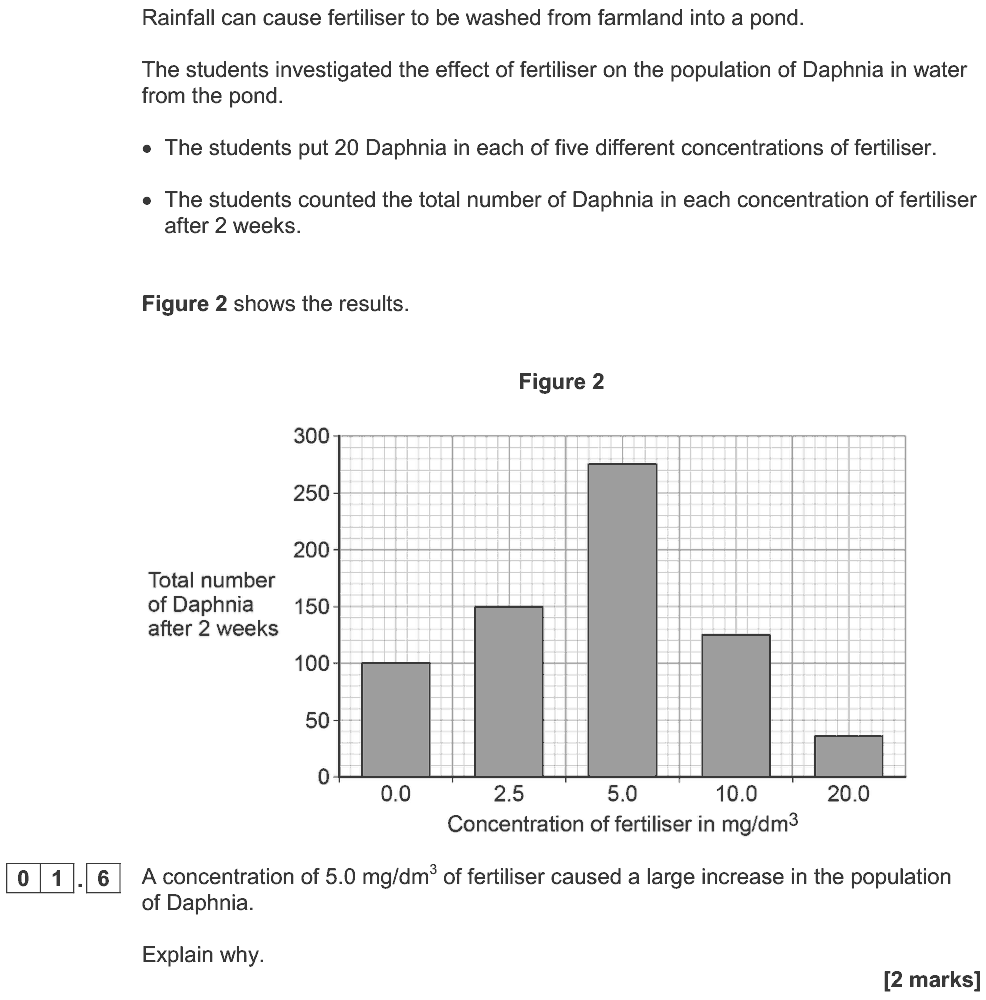 Rainfall can cause fertiliser to be washed from farmland into a pond.
The students investigated the effect of fertiliser on the population of Daphnia in water
from the pond.
• The students put 20 Daphnia in each of five different concentrations of fertiliser.
• The students counted the total number of Daphnia in each concentration of fertiliser
after 2 weeks.
Figure 2 shows the results.
Figure 2
300
250
200
150
100
50
0
Total number
of Daphnia
after 2 weeks
0.0 2.5 5.0 10.0 20.0
Concentration of fertiliser in mg/dm³
0 1 . 6 A concentration of 5.0 mg/dm³ of fertiliser caused a large increase in the population
of Daphnia.
Explain why.
[2 marks]